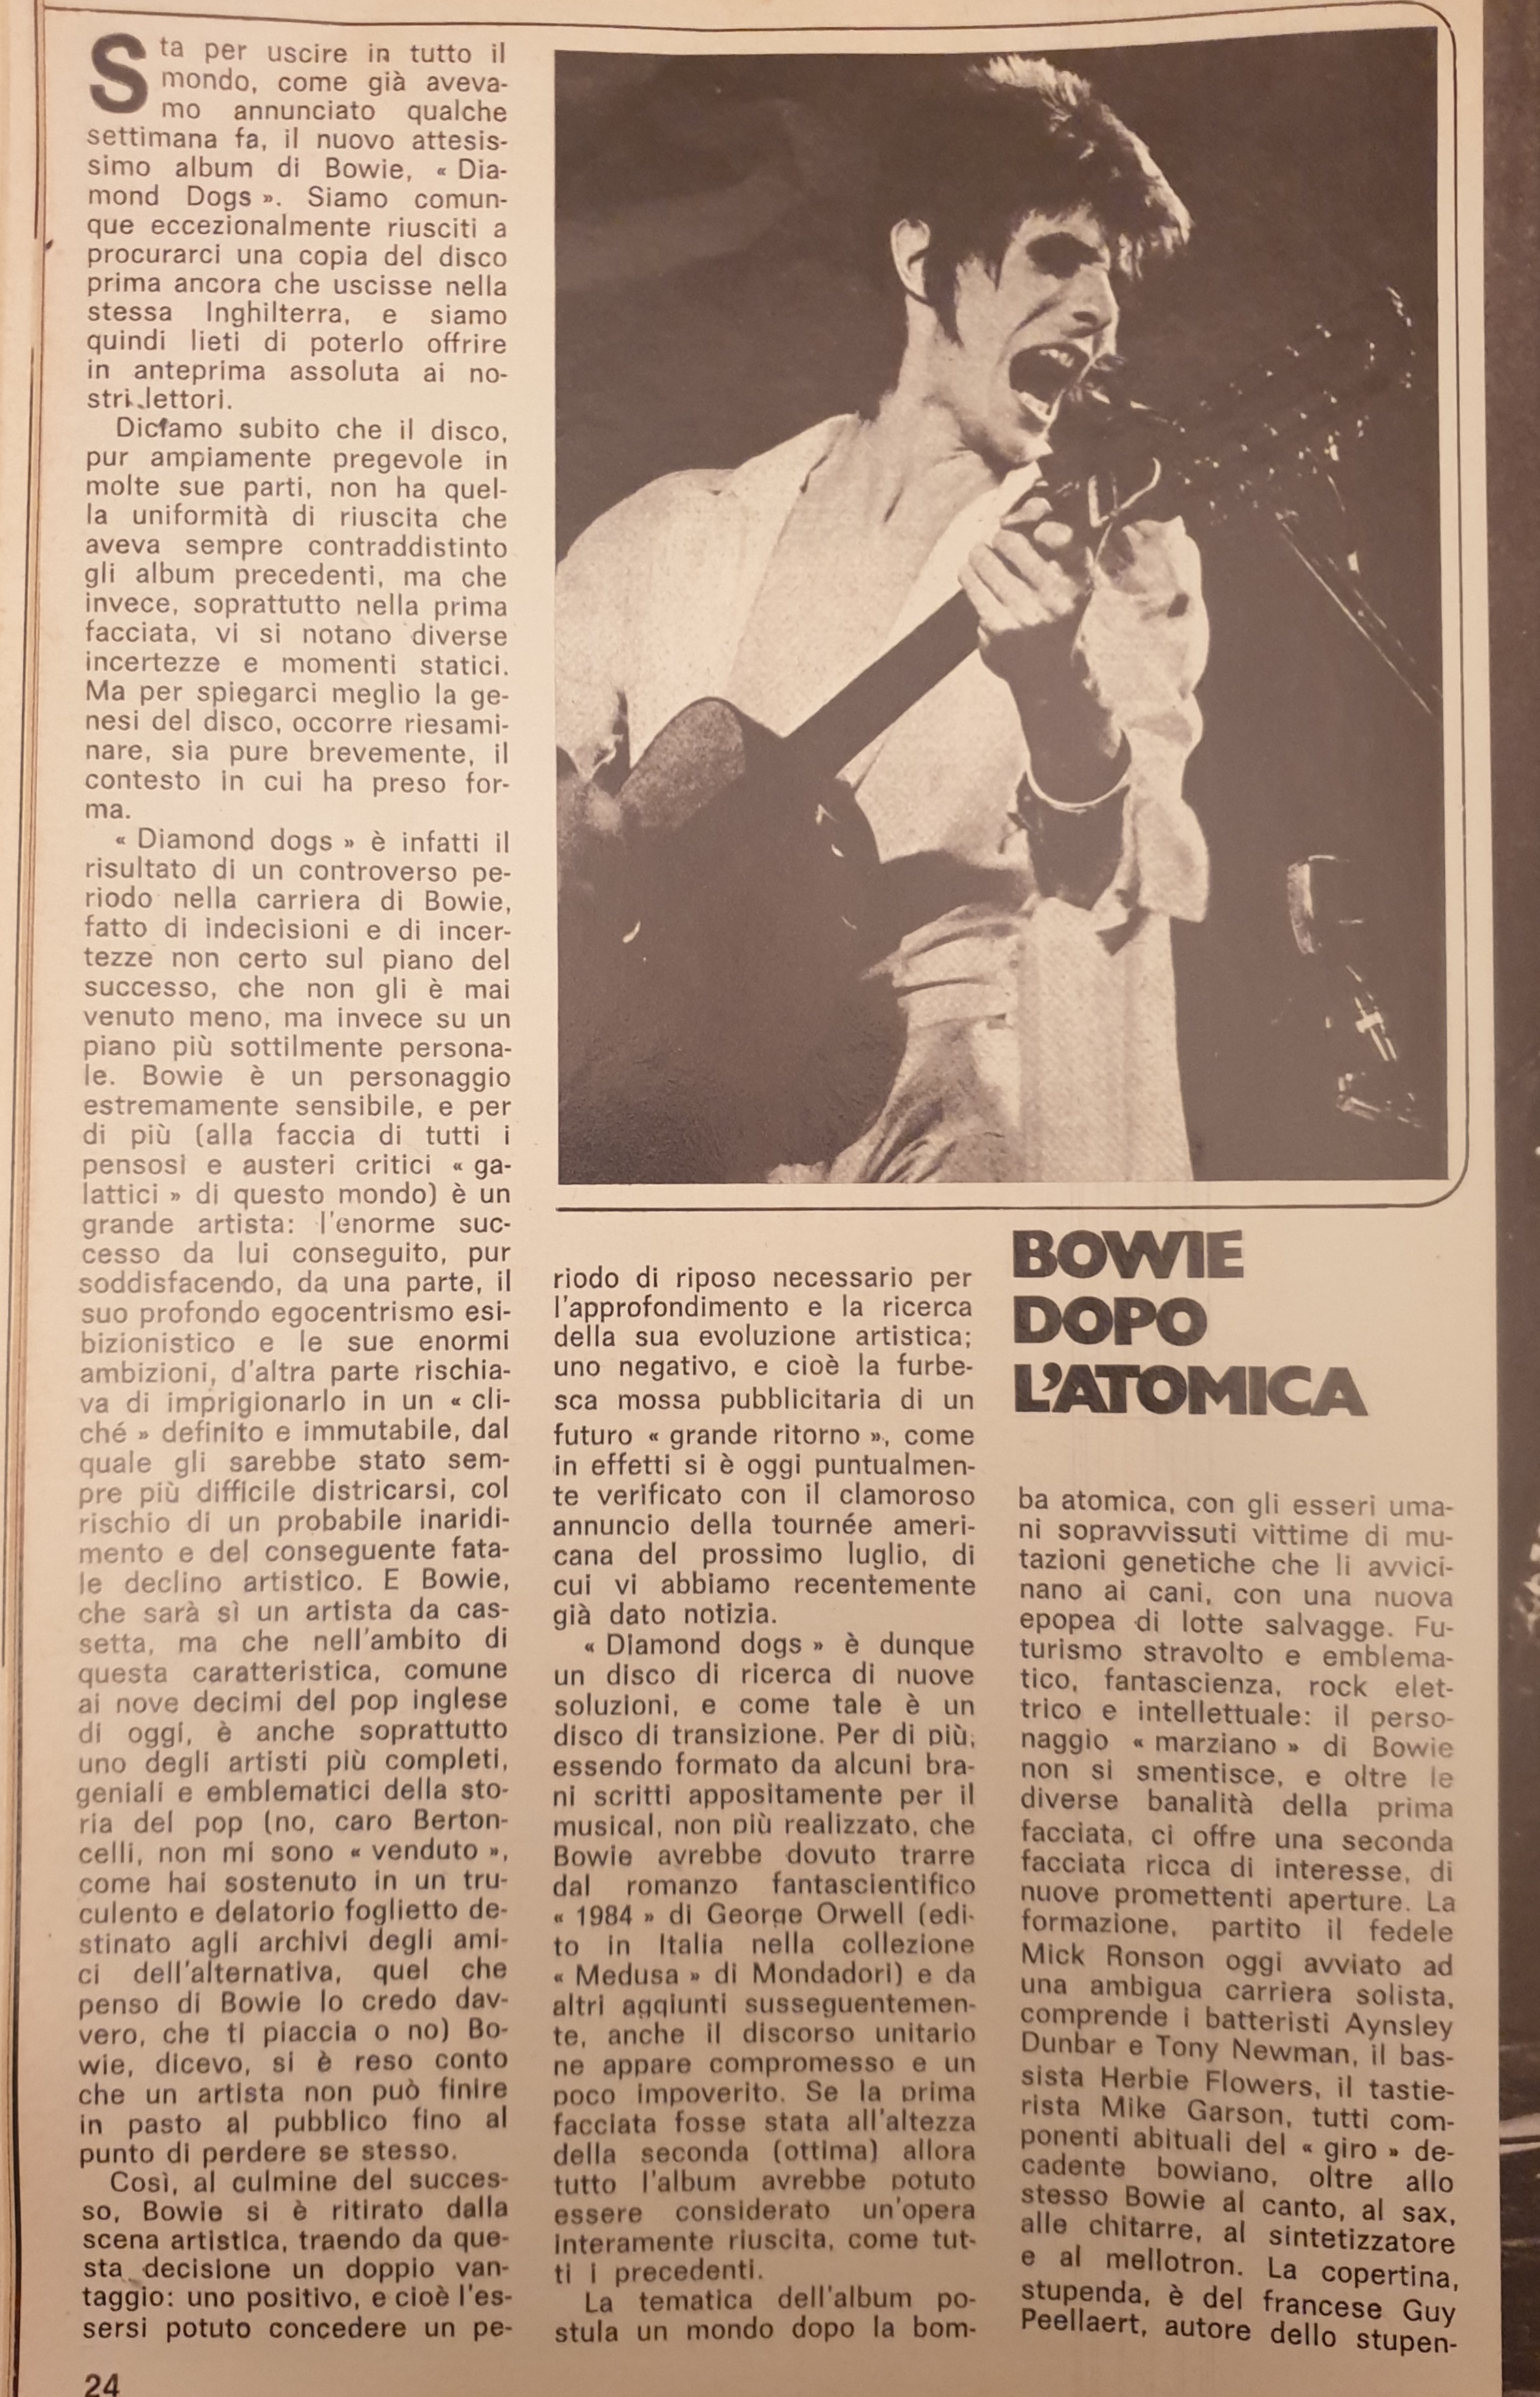 Sta per uscire in tutto il
mondo, come già aveva-
mo annunciato qualche
settimana fa, il nuovo attesis-
simo album di Bowie, « Dia-
mond Dogs ». Siamo comun-
que eccezionalmente riusciti a
procurarci una copia del disco
prima ancora che uscisse nella
stessa Inghilterra, e siamo
quindi lieti di poterlo offrire
in anteprima assoluta ai no-
stri lettori.
Diciamo subito che il disco,
pur ampiamente pregevole in
molte sue parti, non ha quel-
la uniformità di riuscita che
aveva sempre contraddistinto
gli album precedenti, ma che
invece, soprattutto nella prima
facciata, vi si notano diverse
incertezze e momenti statici.
Ma per spiegarci meglio la ge-
nesi del disco, occorre riesami-
nare, sia pure brevemente, il
contesto in cui ha preso for-
ma.
« Diamond dogs » è infatti il
risultato di un controverso pe-
riodo nella carriera di Bowie,
fatto di indecisioni e di incer-
tezze non certo sul piano del
successo, che non gli è mai
venuto meno, ma invece su un
piano più sottilmente persona-
le. Bowie è un personaggio
estremamente sensibile, e per
di più (alla faccia di tutti i
pensosi e austeri critici « ga-
lattici » di questo mondo) è un
grande artista: l'enorme suc-
cesso da lui conseguito, pur
soddisfacendo, da una parte, il
suo profondo egocentrismo esi-
bizionistico e le sue enormi
ambizioni, d'altra parte rischia-
va di imprigionarlo in un « cli-
ché » definito e immutabile, dal
quale gli sarebbe stato sem-
pre più difficile districarsi, col
rischio di un probabile inaridi-
mento e del conseguente fata-
le declino artistico. E Bowie,
che sarà sì un artista da cas-
setta, ma che nell'ambito di
questa caratteristica, comune
ai nove decimi del pop inglese
di oggi, è anche soprattutto
uno degli artisti più completi,
geniali e emblematici della sto-
ria del pop (no, caro Berton-
celli, non mi sono « venduto »,
come hai sostenuto in un tru-
culento e delatorio foglietto de-
stinato agli archivi degli ami-
ci dell'alternativa, quel che
penso di Bowie lo credo dav-
vero, che ti piaccia o no) Bo-
wie, dicevo, si è reso conto
che un artista non può finire
in pasto al pubblico fino al
punto di perdere se stesso.
Così, al culmine del succes-
so, Bowie si è ritirato dalla
scena artistica, traendo da que-
sta decisione un doppio van-
taggio: uno positivo, e cioè l'es-
sersi potuto concedere un pe-
riodo di riposo necessario per
l'approfondimento e la ricerca
della sua evoluzione artistica;
uno negativo, e cioè la furbe-
sca mossa pubblicitaria di un
futuro « grande ritorno », come
in effetti si è oggi puntualmen-
te verificato con il clamoroso
annuncio della tournée ameri-
cana del prossimo luglio, di
cui vi abbiamo recentemente
già dato notizia.
« Diamond dogs » è dunque
un disco di ricerca di nuove
soluzioni, e come tale è un
disco di transizione. Per di più,
essendo formato da alcuni bra-
ni scritti appositamente per il
musical, non più realizzato, che
Bowie avrebbe dovuto trarre
dal romanzo fantascientifico
« 1984 » di George Orwell (edi-
to in Italia nella collezione
« Medusa » di Mondadori) e da
altri aggiunti susseguentemen-
te, anche il discorso unitario
ne appare compromesso e un
poco impoverito. Se la prima
facciata fosse stata all'altezza
della seconda (ottima) allora
tutto l'album avrebbe potuto
essere considerato un'opera
interamente riuscita, come tut-
ti i precedenti.
La tematica dell'album po-
stula un mondo dopo la bom-
BOWIE
DOPO
L'ATOMICA
ba atomica, con gli esseri uma-
ni sopravvissuti vittime di mu-
tazioni genetiche che li avvici-
nano ai cani, con una nuova
epopea di lotte salvagge. Fu-
turismo stravolto e emblema-
tico, fantascienza, rock elet-
trico e intellettuale: il perso-
naggio « marziano » di Bowie
non si smentisce, e oltre le
diverse banalità della prima
facciata, ci offre una seconda
facciata ricca di interesse, di
nuove promettenti aperture. La
formazione, partito il fedele
Mick Ronson oggi avviato ad
una ambigua carriera solista,
comprende i batteristi Aynsley
Dunbar e Tony Newman, il bas-
sista Herbie Flowers, il tastie-
rista Mike Garson, tutti com-
ponenti abituali del « giro » de-
cadente bowiano, oltre allo
stesso Bowie al canto, al sax,
alle chitarre, al sintetizzatore
e al mellotron. La copertina,
stupenda, è del francese Guy
Peellaert, autore dello stupen-
24